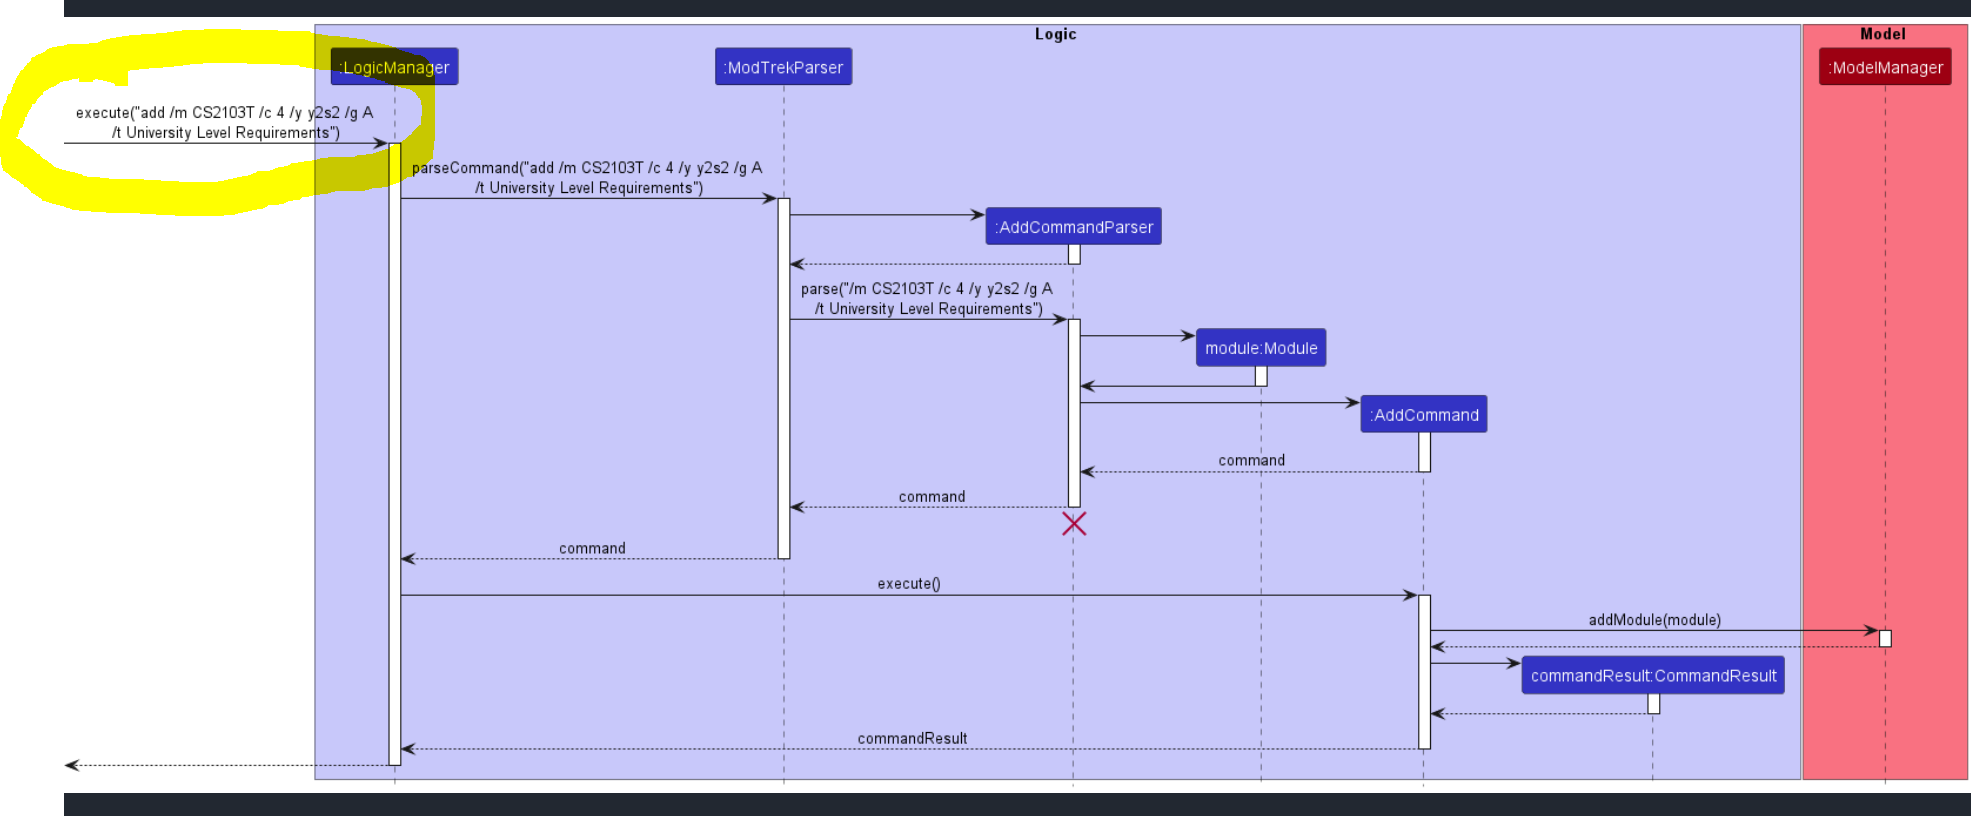 Logic
Model
:LogicManager
:ModTrekParser
:ModelManager
execute("add /m CS2103T /c 4 /y y2s2 /g A
/t University Level Requirements")
parseCommand("add /m CS2103T /c 4 /y y2s2 /g A
/t University Level Requirements")
:AddCommandParser
parse("/m CS2103T /c 4 /y y2s2 /g A
/t University Level Requirements")
module:Module
:AddCommand
command
command
command
execute()
addModule(module)
commandResult:CommandResult
commandResult